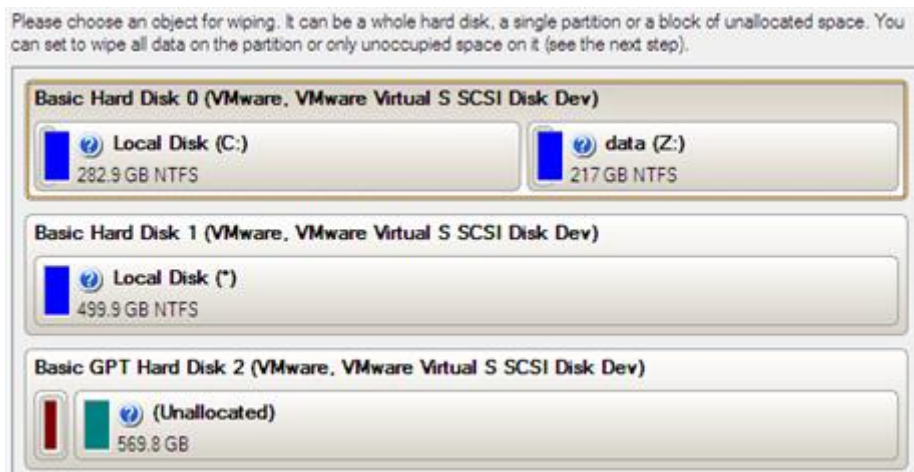 Please choose an object for wiping. It can be a whole hard disk, a single partition or a block of unallocated space. You
can set to wipe all data on the partition or only unoccupied space on it (see the next step).
Basic Hard Disk 0 (VMware, VMware Virtual S SCSI Disk Dev)
Local Disk (C:)
282.9 GB NTFS
data (Z:)
217 GB NTFS
Basic Hard Disk 1 (VMware, VMware Virtual S SCSI Disk Dev)
Local Disk (*)
499.9 GB NTFS
Basic GPT Hard Disk 2 (VMware, VMware Virtual S SCSI Disk Dev)
(Unallocated)
569.8 GB